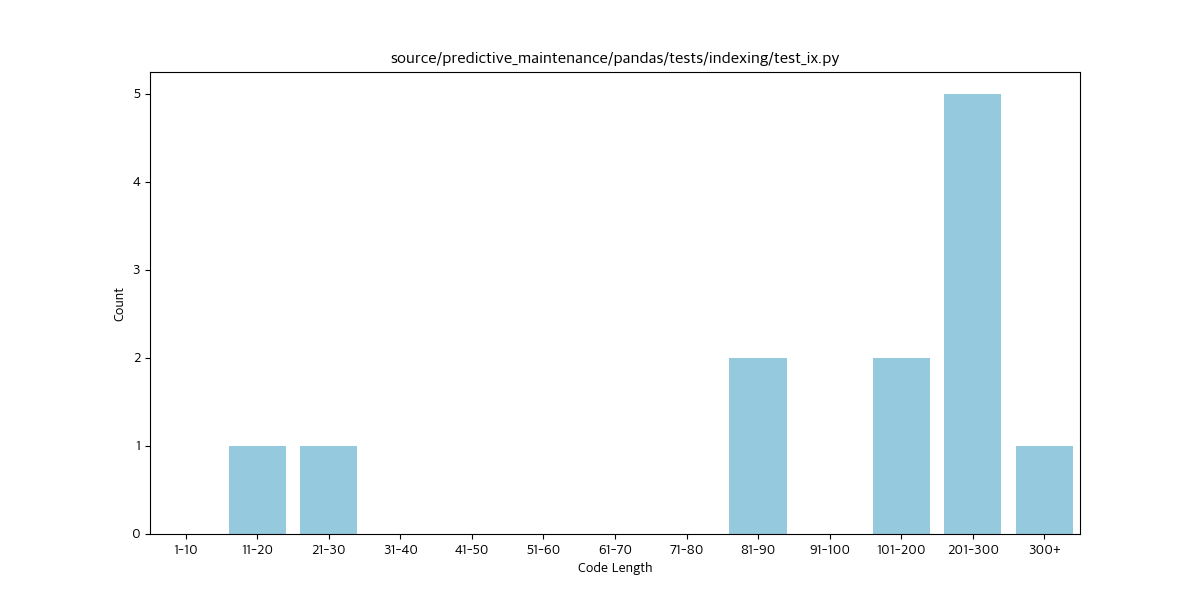 source/predictive_maintenance/pandas/tests/indexing/test_ix.py
5
4
3
2
1
0
Count
1-10 11-20 21-30 31-40 41-50 51-60 61-70 71-80 81-90 91-100 101-200 201-300 300+
Code Length